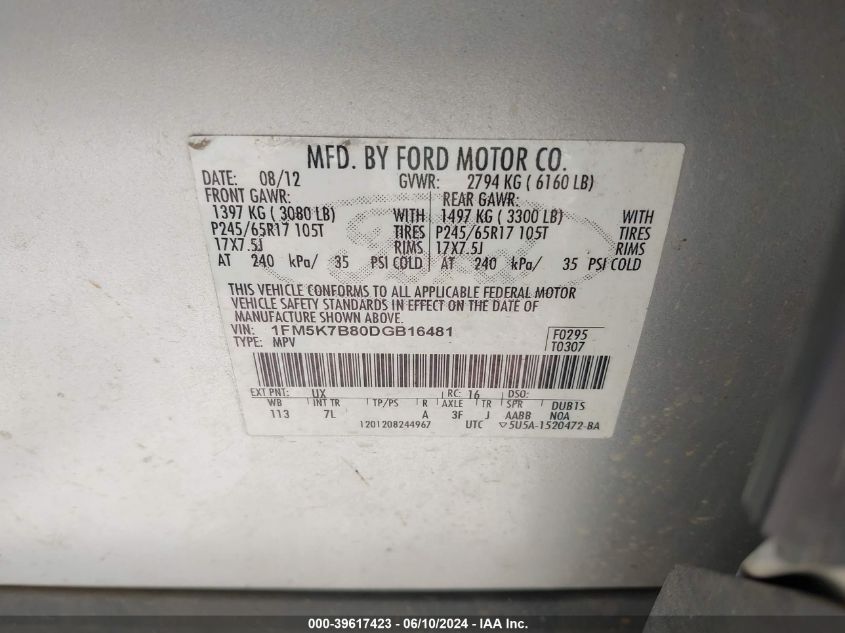 MFD. BY FORD MOTOR CO.
DATE: 08/12 GVWR: 2794 KG ( 6160 LB)
FRONT GAWR: REAR GAWR:
1397 KG ( 3080 LB) WITH 1497 KG ( 3300 LB) WITH
P245/65R17 105T TIRES P245/65R17 105T TIRES
17X7.5J RIMS 17X7.5J RIMS
AT 240 kPa/ 35 PSI COLD AT 240 kPa/ 35 PSI COLD
THIS VEHICLE CONFORMS TO ALL APPLICABLE FEDERAL MOTOR
VEHICLE SAFETY STANDARDS IN EFFECT ON THE DATE OF
MANUFACTURE SHOWN ABOVE.
VIN: 1FM5K7B80DGB16481 F0295
TYPE: MPV T0307
EXT PNT: UX RC: 16 DSO:
WB INT TR TP/PS R AXLE TR SPR DUB1S
113 7L A 3F J AABB NOA
1201208244967 UTC ▽5U5A-1520472-BA
000-39617423 - 06/10/2024 - IAA Inc.